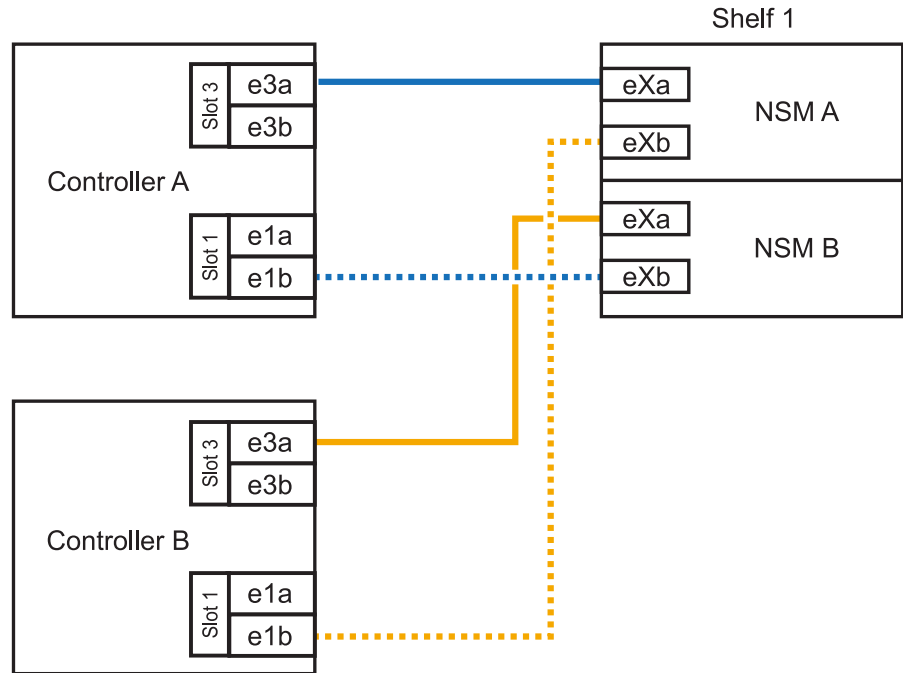 Shelf 1
Controller A
Slot 3
e3a
e3b
Slot 1
e1a
e1b
eXa
eXb
NSM A
eXa
eXb
NSM B
Controller B
Slot 3
e3a
e3b
Slot 1
e1a
e1b